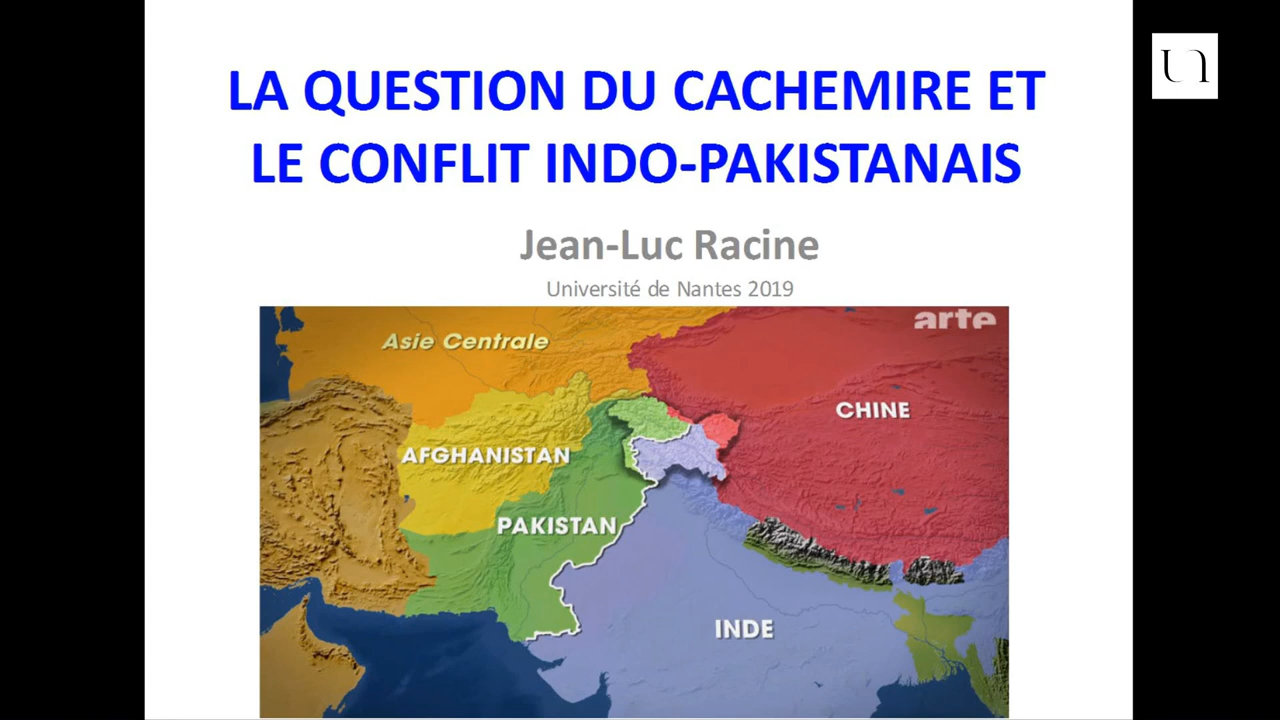 LA QUESTION DU CACHEMIRE ET
LE CONFLIT INDO-PAKISTANAIS
Jean-Luc Racine
Université de Nantes 2019
arte
Asie Centrale
CHINE
AFGHANISTAN
PAKISTAN
INDE